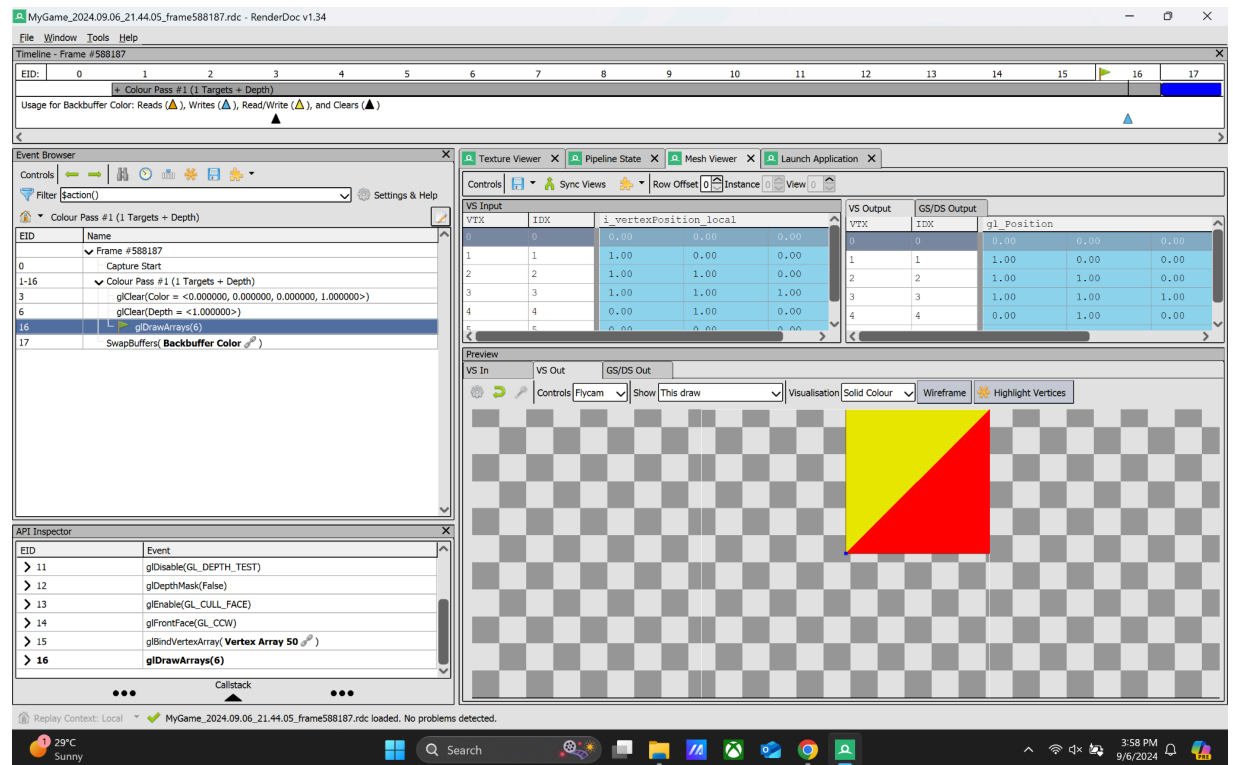 MyGame_2024.09.06_21.44.05_frame588187.rdc - RenderDoc v1.34
File Window Tools Help
Timeline - Frame #588187
EID: 0 1 2 3 4 5 6 7 8 9 10 11 12 13 14 15 16 17
+ Colour Pass #1 (1 Targets + Depth)
Usage for Backbuffer Color: Reads (▲), Writes (▲), Read/Write (▲), and Clears (▲)
Event Browser
Controls
Filter $action() Settings & Help
Colour Pass #1 (1 Targets + Depth)
EID Name
Frame #588187
0 Capture Start
1-16 Colour Pass #1 (1 Targets + Depth)
3 glClear(Color = <0.000000, 0.000000, 0.000000, 1.000000>)
6 glClear(Depth = <1.000000>)
16 glDrawArrays(6)
17 SwapBuffers( Backbuffer Color )
API Inspector
EID Event
11 glDisable(GL_DEPTH_TEST)
12 glDepthMask(False)
13 glEnable(GL_CULL_FACE)
14 glFrontFace(GL_CCW)
15 glBindVertexArray( Vertex Array 50 )
16 glDrawArrays(6)
Callstack
Texture Viewer Pipeline State Mesh Viewer Launch Application
Controls Sync Views Row Offset 0 Instance 0 View 0
VS Input
VTX IDX i_vertexPosition_local
0 0 0.00 0.00 0.00
1 1 1.00 0.00 0.00
2 2 1.00 1.00 0.00
3 3 1.00 1.00 0.00
4 4 0.00 1.00 0.00
5 5 0.00 0.00 0.00
VS Output GS/DS Output
VTX IDX gl_Position
0 0 0.00 0.00 0.00
1 1 1.00 0.00 0.00
2 2 1.00 1.00 0.00
3 3 1.00 1.00 1.00
4 4 0.00 1.00 0.00
Preview
VS In VS Out GS/DS Out
Controls Flycam Show This draw Visualisation Solid Colour Wireframe Highlight Vertices
Replay Context: Local MyGame_2024.09.06_21.44.05_frame588187.rdc loaded. No problems detected.
1 29°C
Sunny
Search
3:58 PM
9/6/2024
PRE